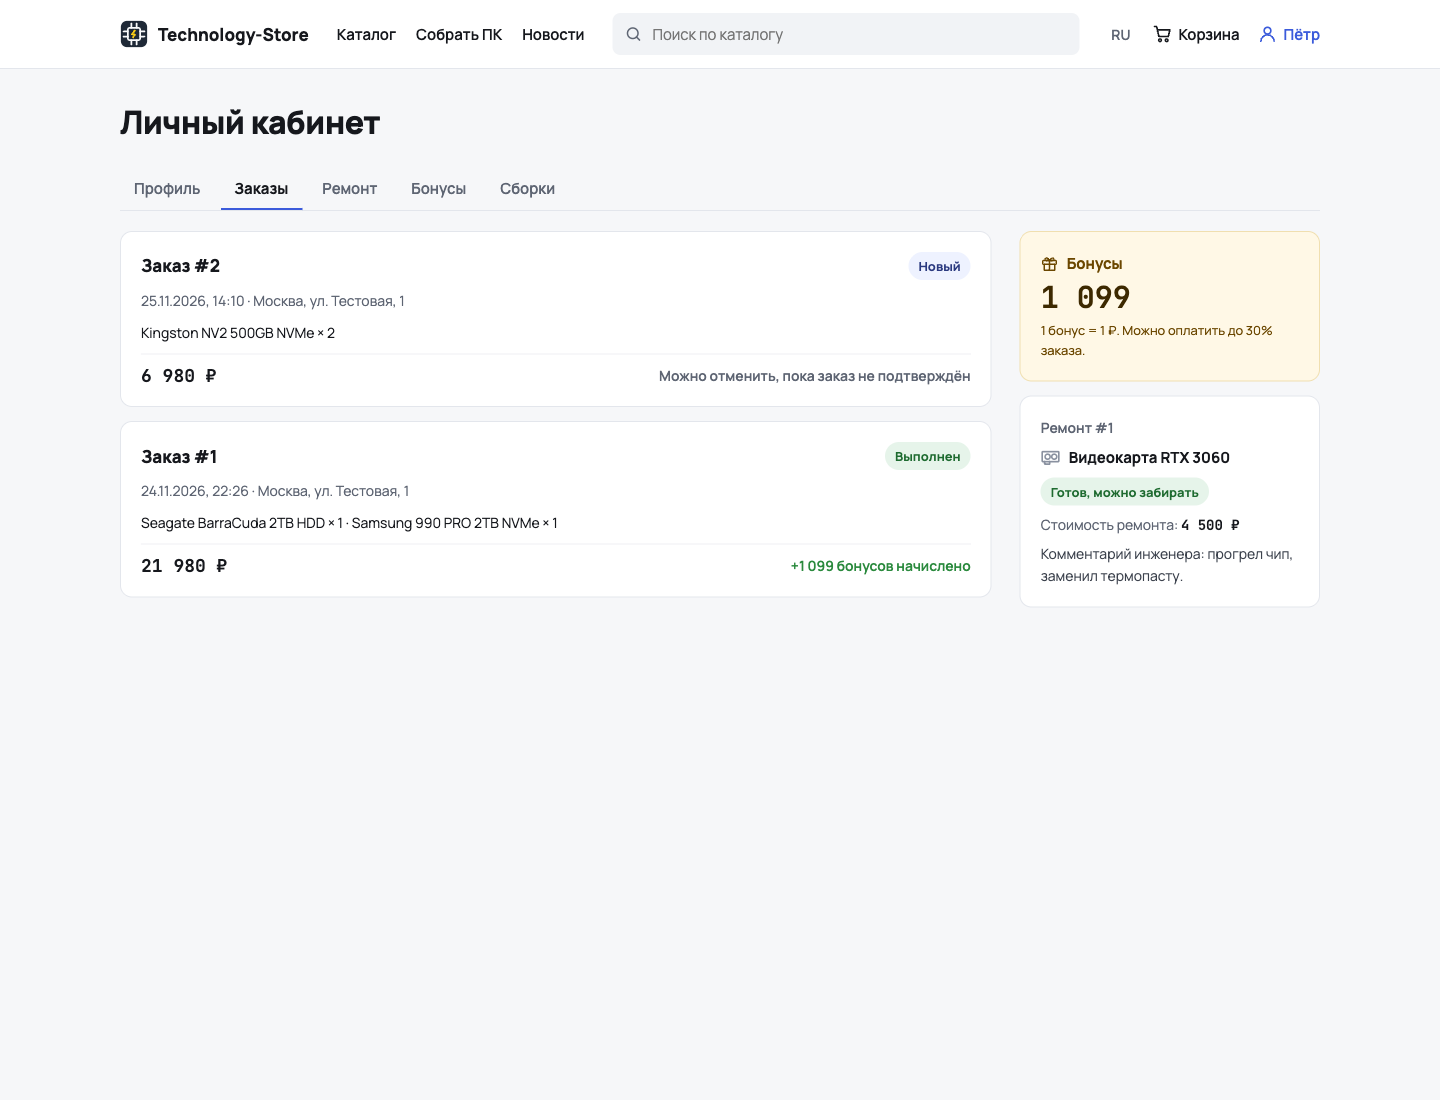 Technology-Store
Каталог
Собрать ПК
Новости
Поиск по каталогу
RU
Корзина
Пётр
Личный кабинет
Профиль
Заказы
Ремонт
Бонусы
Сборки
Заказ #2
Новый
25.11.2026, 14:10 · Москва, ул. Тестовая, 1
Kingston NV2 500GB NVMe × 2
6 980 ₽
Можно отменить, пока заказ не подтверждён
Заказ #1
Выполнен
24.11.2026, 22:26 · Москва, ул. Тестовая, 1
Seagate BarraCuda 2TB HDD × 1 · Samsung 990 PRO 2TB NVMe × 1
21 980 ₽
+1 099 бонусов начислено
Бонусы
1 099
1 бонус = 1 ₽. Можно оплатить до 30%
заказа.
Ремонт #1
Видеокарта RTX 3060
Готов, можно забирать
Стоимость ремонта: 4 500 ₽
Комментарий инженера: прогрел чип,
заменил термопасту.